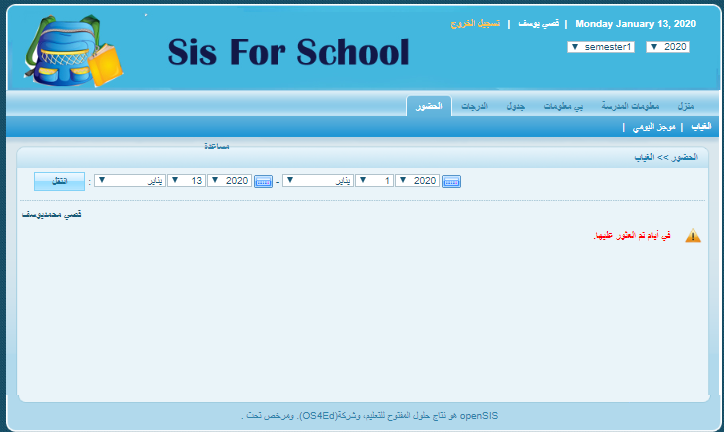 Monday January 13, 2020 | قصي يوسف | تسجيل الخروج
Sis For School
2020 semester1
منزل معلومات المدرسة بي معلومات جدول الدرجات الحضور
الغياب | موجز اليومي |
مساعدة
الحضور >> الغياب
2020 1 يناير - 2020 13 يناير : انتقل
قصي محمديوسف
في أيام تم العثور عليها.
openSIS هو نتاج حلول المفتوح للتعليم، وشركة(OS4Ed). ومرخص تحت .